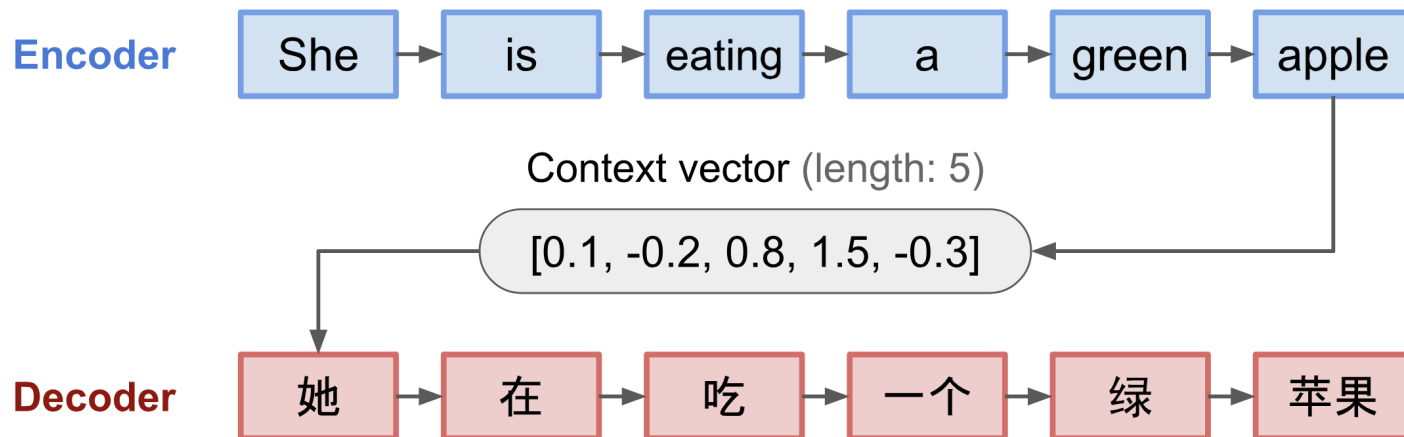 Encoder She is eating a green apple
Context vector (length: 5)
[0.1, -0.2, 0.8, 1.5, -0.3]
Decoder 她 在 吃 一个 绿 苹果